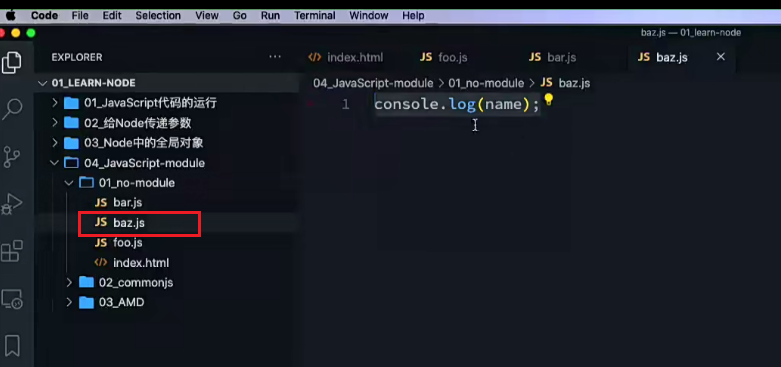 Code File Edit Selection View Go Run Terminal Window Help
baz.js — 01_learn-node
EXPLORER ...
index.html JS foo.js JS bar.js JS baz.js
01_LEARN-NODE
04_JavaScript-module > 01_no-module > JS baz.js
01_JavaScript代码的运行
1 console.log(name);
02_给Node传递参数
03_Node中的全局对象
04_JavaScript-module
01_no-module
JS bar.js
JS baz.js
JS foo.js
index.html
02_commonjs
03_AMD